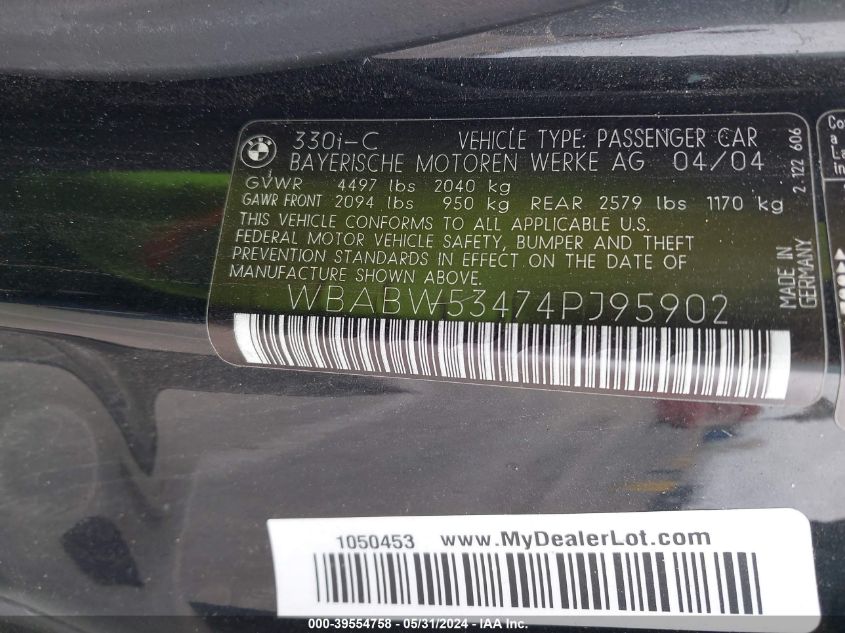 330i-C VEHICLE TYPE: PASSENGER CAR
BAYERISCHE MOTOREN WERKE AG 04/04
GVWR 4497 lbs 2040 kg
GAWR FRONT 2094 lbs 950 kg REAR 2579 lbs 1170 kg
THIS VEHICLE CONFORMS TO ALL APPLICABLE U.S.
FEDERAL MOTOR VEHICLE SAFETY, BUMPER AND THEFT
PREVENTION STANDARDS IN EFFECT ON THE DATE OF
MANUFACTURE SHOWN ABOVE.
WBABW53474PJ95902
MADE IN
GERMANY
2-122 606
Co
a
La
in
1050453 www.MyDealerLot.com
000-39554758 - 05/31/2024 - IAA Inc.